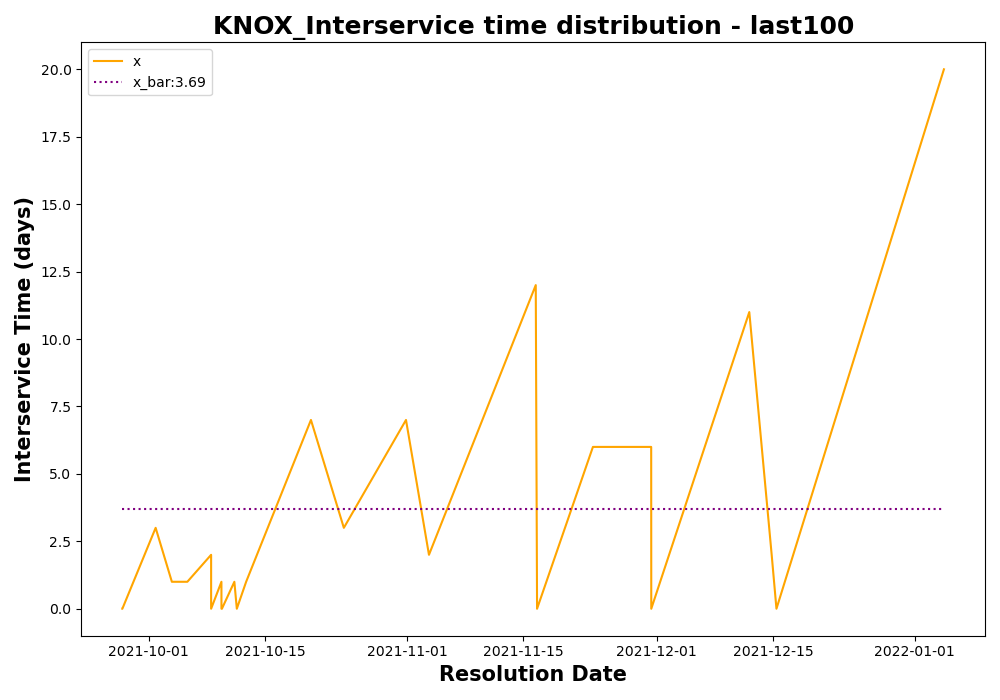 KNOX_Interservice time distribution - last100
x
x_bar:3.69
20.0
17.5
15.0
12.5
10.0
7.5
5.0
2.5
0.0
Interservice Time (days)
2021-10-01 2021-10-15 2021-11-01 2021-11-15 2021-12-01 2021-12-15 2022-01-01
Resolution Date